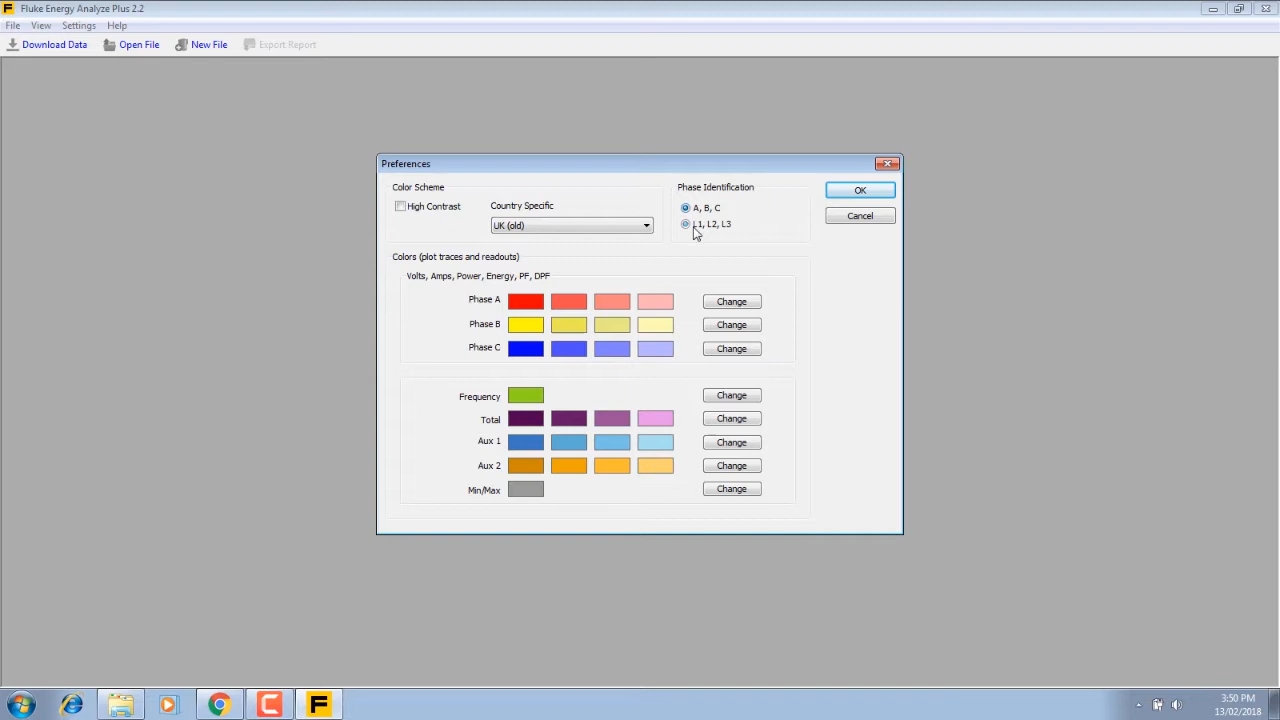 Fluke Energy Analyze Plus 2.2
File View Settings Help
Download Data Open File New File Export Report
Preferences
Color Scheme
High Contrast
Country Specific
UK (old)
Phase Identification
A, B, C
L1, L2, L3
OK
Cancel
Colors (plot traces and readouts)
Volts, Amps, Power, Energy, PF, DPF
Phase A Change
Phase B Change
Phase C Change
Frequency Change
Total Change
Aux 1 Change
Aux 2 Change
Min/Max Change
3:50 PM
13/02/2018